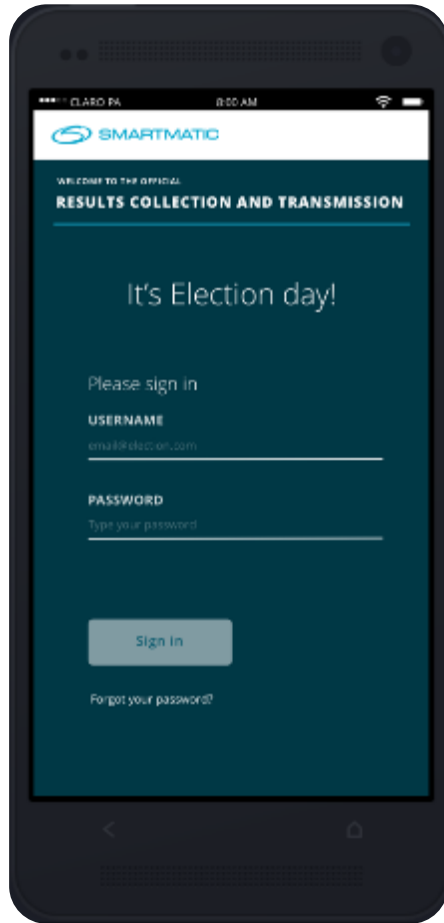 CLARO PA 8:00 AM
SMARTMATIC
WELCOME TO THE OFFICIAL
RESULTS COLLECTION AND TRANSMISSION
It's Election day!
Please sign in
USERNAME
email@election.com
PASSWORD
Type your password
Sign in
Forgot your password?